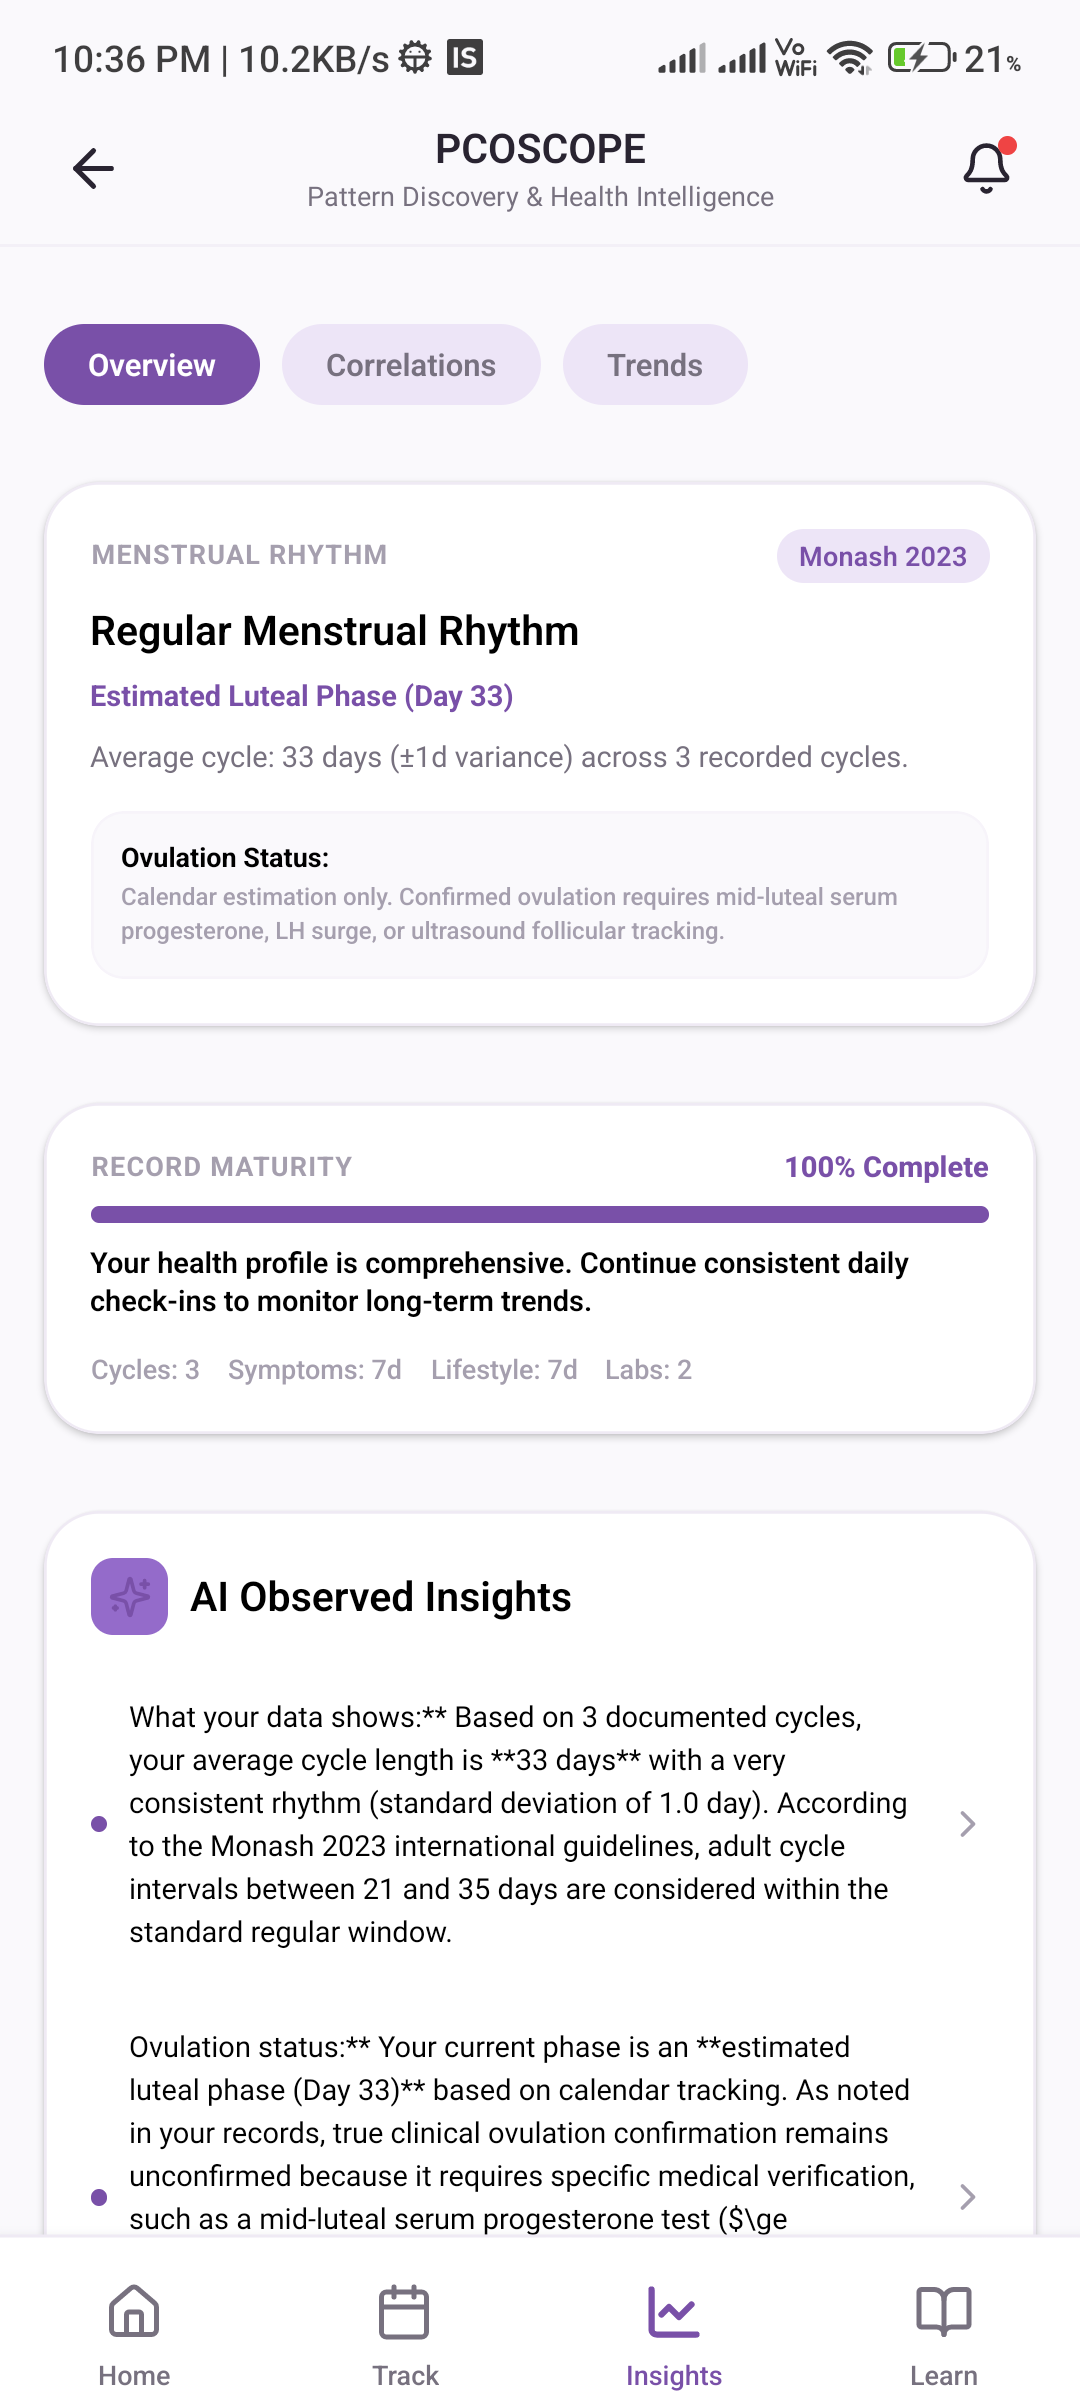 10:36 PM | 10.2KB/s IS Vo WiFi 21%
PCOSCOPE
Pattern Discovery & Health Intelligence
Overview Correlations Trends
MENSTRUAL RHYTHM Monash 2023
Regular Menstrual Rhythm
Estimated Luteal Phase (Day 33)
Average cycle: 33 days (±1d variance) across 3 recorded cycles.
Ovulation Status:
Calendar estimation only. Confirmed ovulation requires mid-luteal serum
progesterone, LH surge, or ultrasound follicular tracking.
RECORD MATURITY 100% Complete
Your health profile is comprehensive. Continue consistent daily
check-ins to monitor long-term trends.
Cycles: 3 Symptoms: 7d Lifestyle: 7d Labs: 2
AI Observed Insights
What your data shows:** Based on 3 documented cycles,
your average cycle length is **33 days** with a very
consistent rhythm (standard deviation of 1.0 day). According
to the Monash 2023 international guidelines, adult cycle
intervals between 21 and 35 days are considered within the
standard regular window.
Ovulation status:** Your current phase is an **estimated
luteal phase (Day 33)** based on calendar tracking. As noted
in your records, true clinical ovulation confirmation remains
unconfirmed because it requires specific medical verification,
such as a mid-luteal serum progesterone test ($\ge
Home Track Insights Learn